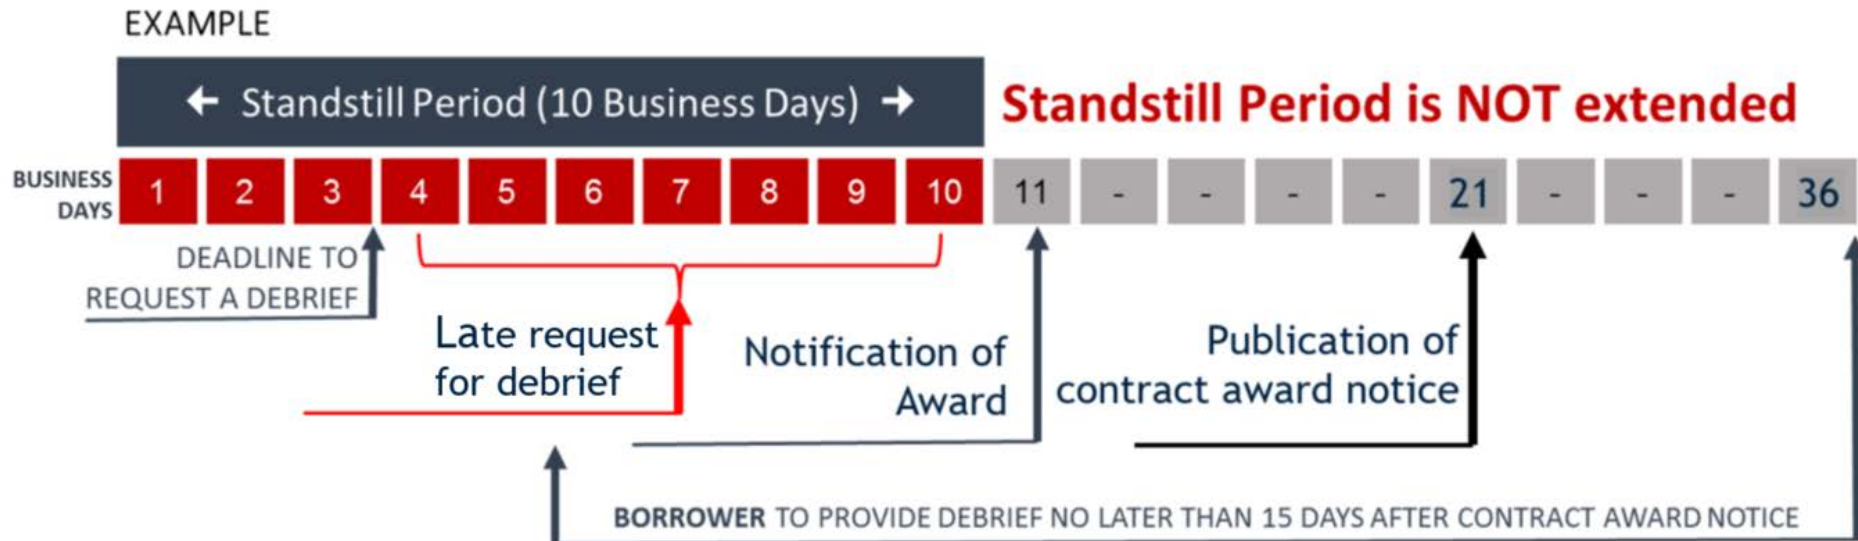 EXAMPLE
← Standstill Period (10 Business Days) →
Standstill Period is NOT extended
BUSINESS
DAYS
1 2 3 4 5 6 7 8 9 10 11 - - - - 21 - - - 36
DEADLINE TO
REQUEST A DEBRIEF
Late request
for debrief
Notification of
Award
Publication of
contract award notice
BORROWER TO PROVIDE DEBRIEF NO LATER THAN 15 DAYS AFTER CONTRACT AWARD NOTICE